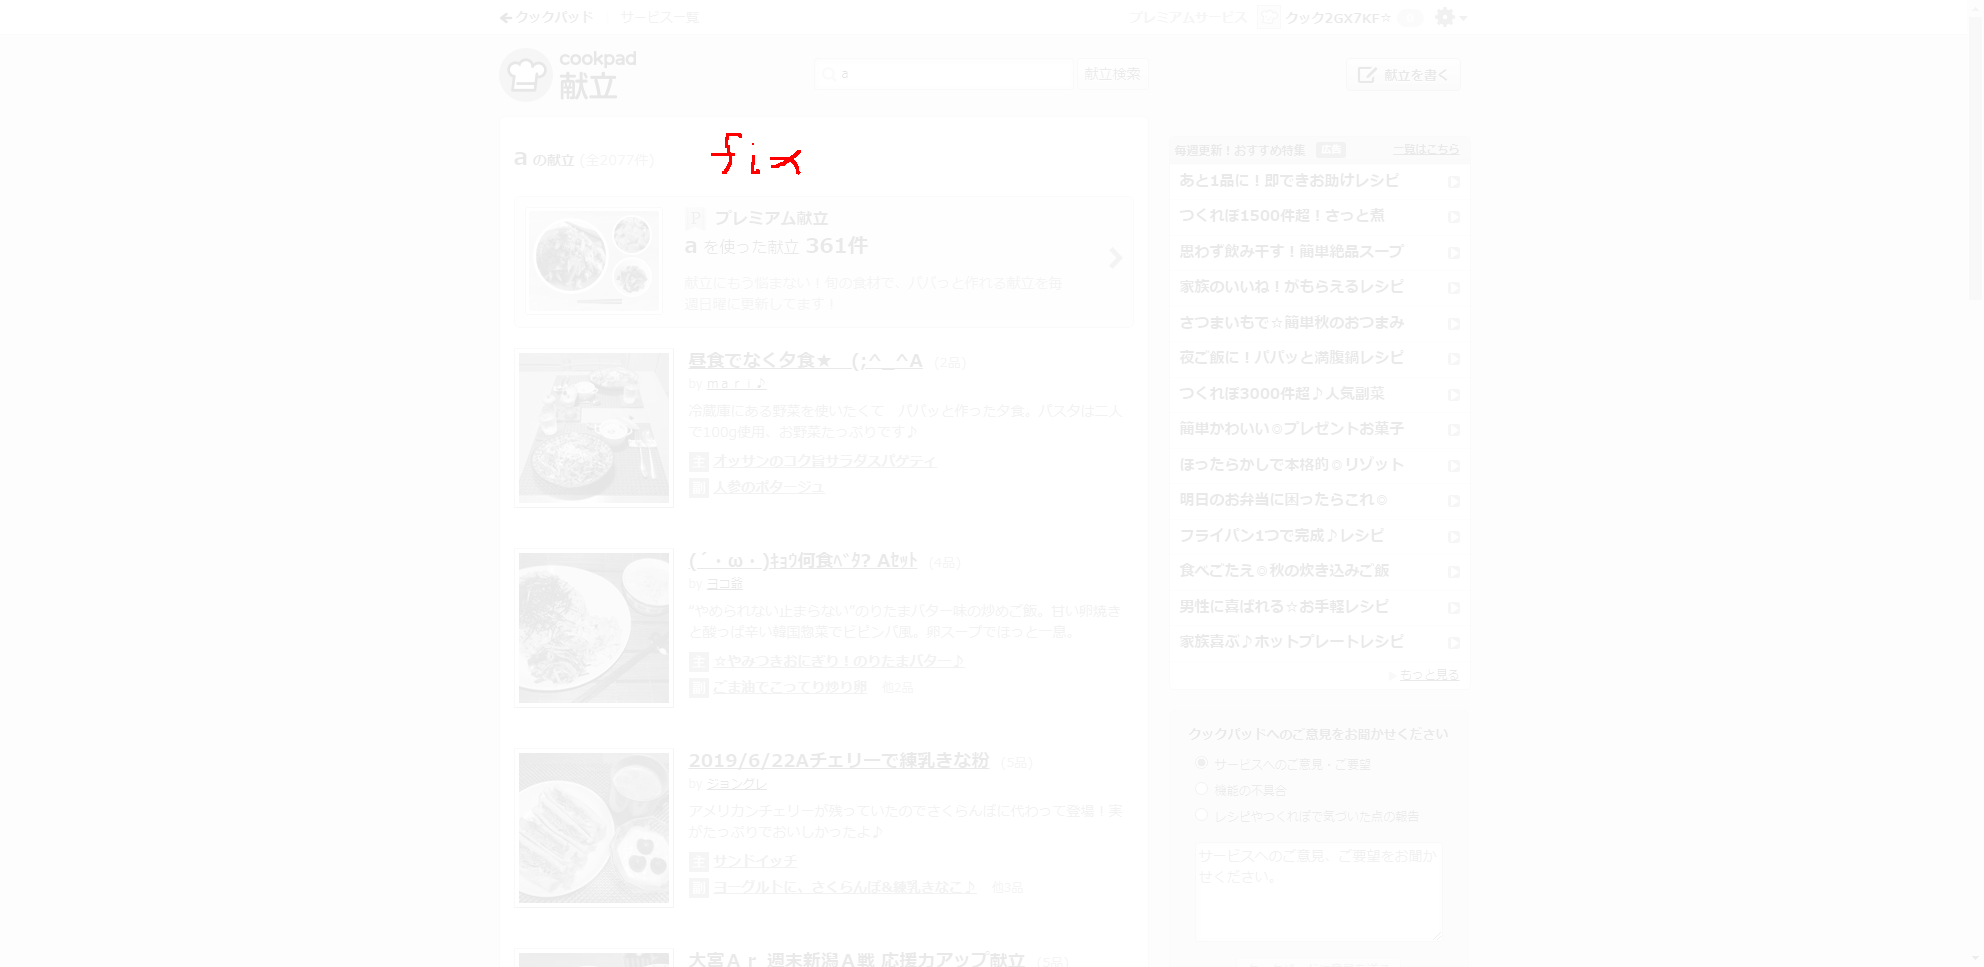 クックパッド サービス一覧 プレミアムサービス クック2GX7KF☆
cookpad
献立
a 献立検索 献立を書く
a の献立 (全2077件)
fix
プレミアム献立
a を使った献立 361件
献立にもう悩まない！旬の食材で、パパっと作れる献立を毎
週日曜に更新してます！
昼食でなく夕食★ (;^_^A (2品)
by ｍａｒｉ♪
冷蔵庫にある野菜を使いたくて パパッと作った夕食。パスタは二人
で100g使用、お野菜たっぷりです♪
主 オッサンのコク旨サラダスパゲティ
副 人参のポタージュ
(´・ω・)ｷｮｳ何食ﾍﾞﾀ? Aｾｯﾄ (4品)
by ヨコ爺
"やめられない止まらない"のりたまバター味の炒めご飯。甘い卵焼き
と酸っぱ辛い韓国惣菜でビビンバ風。卵スープでほっと一息。
主 ☆やみつきおにぎり！のりたまバター♪
副 ごま油でこってり炒り卵 他2品
2019/6/22Aチェリーで練乳きな粉 (5品)
by ジョングレ
アメリカンチェリーが残っていたのでさくらんぼに代わって登場！実
がたっぷりでおいしかったよ♪
主 サンドイッチ
副 ヨーグルトに、さくらんぼ&練乳きなこ♪ 他3品
大宮Ａｒ 週末新潟Ａ戦 応援力アップ献立 (5品)
毎週更新！おすすめ特集 広告 一覧はこちら
あと1品に！即できお助けレシピ
つくれぽ1500件超！さっと煮
思わず飲み干す！簡単絶品スープ
家族のいいね！がもらえるレシピ
さつまいもで☆簡単秋のおつまみ
夜ご飯に！パパッと満腹鍋レシピ
つくれぽ3000件超♪人気副菜
簡単かわいい◎プレゼントお菓子
ほったらかしで本格的◎リゾット
明日のお弁当に困ったらこれ◎
フライパン1つで完成♪レシピ
食べごたえ◎秋の炊き込みご飯
男性に喜ばれる☆お手軽レシピ
家族喜ぶ♪ホットプレートレシピ
» もっと見る
クックパッドへのご意見をお聞かせください
サービスへのご意見・ご要望
機能の不具合
レシピやつくれぽで気づいた点の報告
サービスへのご意見、ご要望をお聞か
せください。